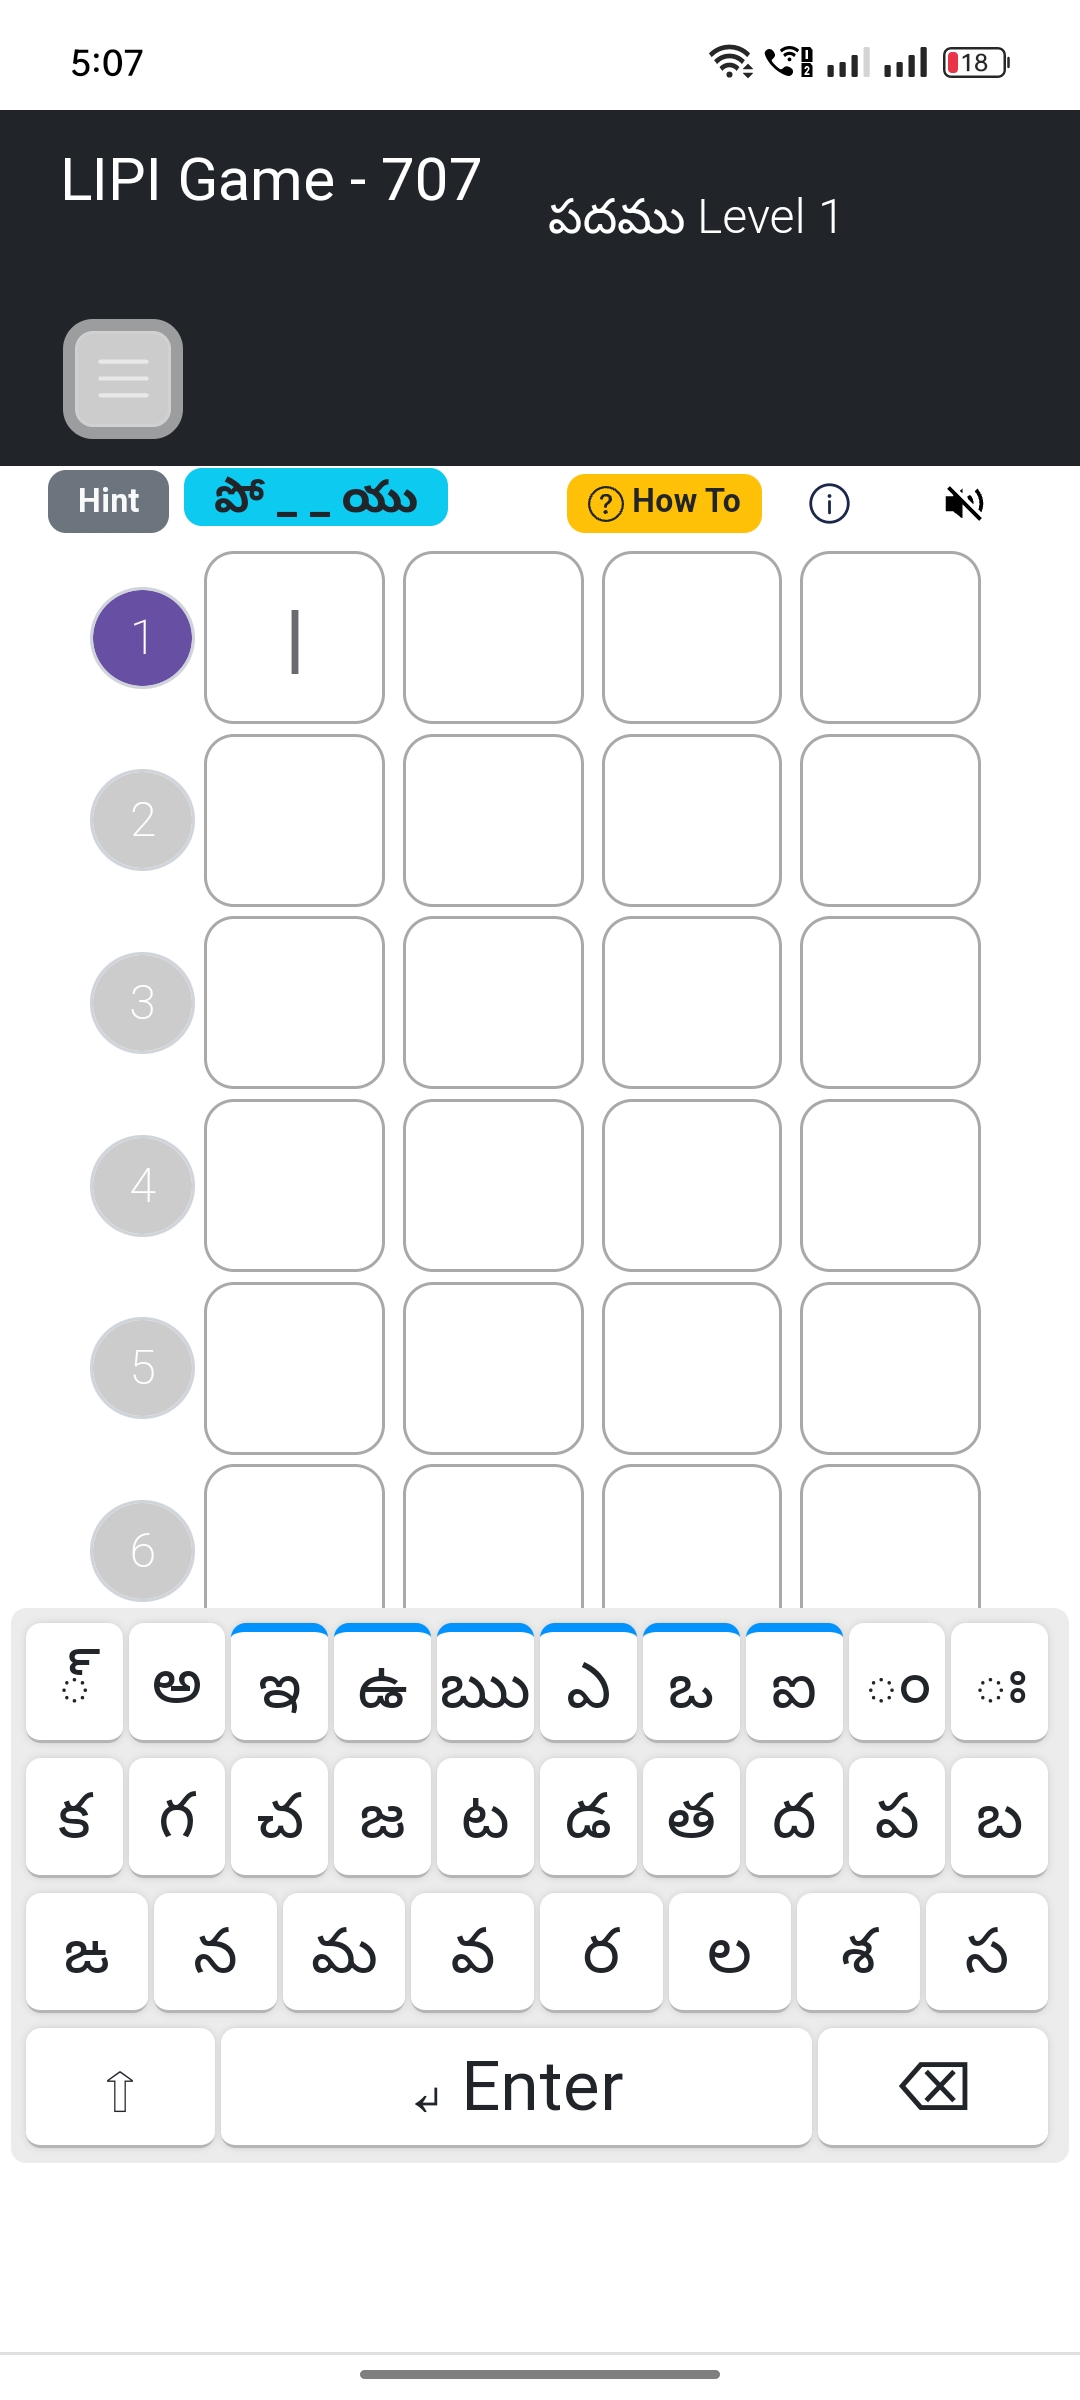 5:07
18
LIPI Game - 707
పదము Level 1
Hint
పో _ _ యు
? How To
i
1
2
3
4
5
6
్ అ ఇ ఉ ఋ ఎ ఒ ఐ ం ః
క గ చ జ ట డ త ద ప బ
ఙ న మ వ ర ల శ స
⇧ ↵ Enter ⌫